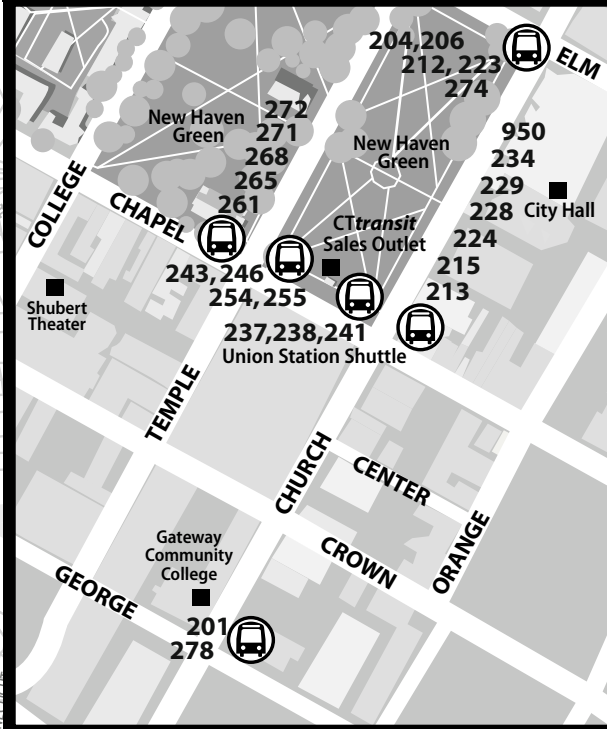 204, 206
212, 223
274
ELM
New Haven
Green
272
271
268
265
261
New Haven
Green
950
234
229
228
224
215
213
City Hall
COLLEGE
CHAPEL
CTtransit
Sales Outlet
243, 246
254, 255
Shubert
Theater
237,238,241
Union Station Shuttle
TEMPLE
CHURCH
CENTER
ORANGE
CROWN
Gateway
Community
College
GEORGE
201
278